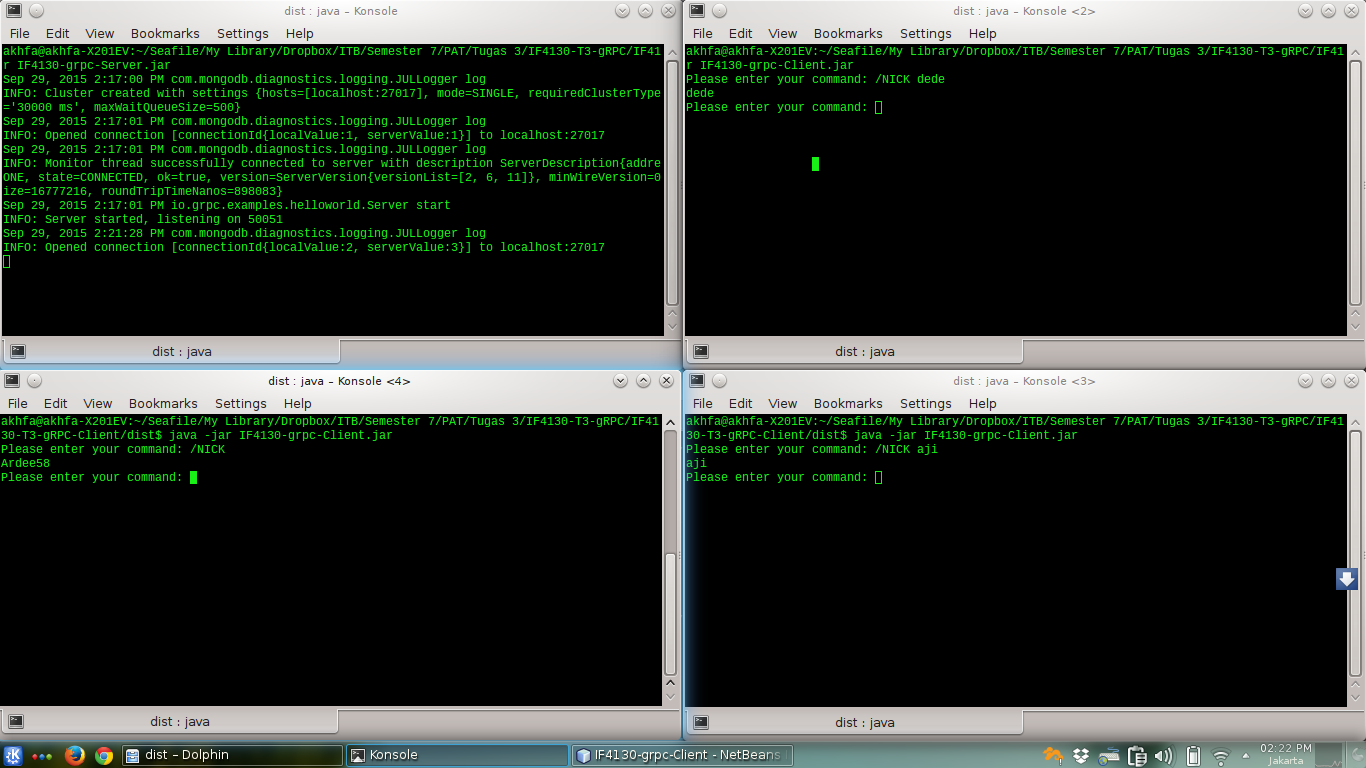 dist : java – Konsole
File Edit View Bookmarks Settings Help
akhfa@akhfa-X201EV:~/Seafile/My Library/Dropbox/ITB/Semester 7/PAT/Tugas 3/IF4130-T3-gRPC/IF41
r IF4130-grpc-Server.jar
Sep 29, 2015 2:17:00 PM com.mongodb.diagnostics.logging.JULLogger log
INFO: Cluster created with settings {hosts=[localhost:27017], mode=SINGLE, requiredClusterType
='30000 ms', maxWaitQueueSize=500}
Sep 29, 2015 2:17:01 PM com.mongodb.diagnostics.logging.JULLogger log
INFO: Opened connection [connectionId{localValue:1, serverValue:1}] to localhost:27017
Sep 29, 2015 2:17:01 PM com.mongodb.diagnostics.logging.JULLogger log
INFO: Monitor thread successfully connected to server with description ServerDescription{addre
ONE, state=CONNECTED, ok=true, version=ServerVersion{versionList=[2, 6, 11]}, minWireVersion=0
ize=16777216, roundTripTimeNanos=898083}
Sep 29, 2015 2:17:01 PM io.grpc.examples.helloworld.Server start
INFO: Server started, listening on 50051
Sep 29, 2015 2:21:28 PM com.mongodb.diagnostics.logging.JULLogger log
INFO: Opened connection [connectionId{localValue:2, serverValue:3}] to localhost:27017
dist : java
dist : java – Konsole <2>
File Edit View Bookmarks Settings Help
akhfa@akhfa-X201EV:~/Seafile/My Library/Dropbox/ITB/Semester 7/PAT/Tugas 3/IF4130-T3-gRPC/IF41
r IF4130-grpc-Client.jar
Please enter your command: /NICK dede
dede
Please enter your command:
dist : java
dist : java – Konsole <4>
File Edit View Bookmarks Settings Help
akhfa@akhfa-X201EV:~/Seafile/My Library/Dropbox/ITB/Semester 7/PAT/Tugas 3/IF4130-T3-gRPC/IF41
30-T3-gRPC-Client/dist$ java -jar IF4130-grpc-Client.jar
Please enter your command: /NICK
Ardee58
Please enter your command:
dist : java
dist : java – Konsole <3>
File Edit View Bookmarks Settings Help
akhfa@akhfa-X201EV:~/Seafile/My Library/Dropbox/ITB/Semester 7/PAT/Tugas 3/IF4130-T3-gRPC/IF41
30-T3-gRPC-Client/dist$ java -jar IF4130-grpc-Client.jar
Please enter your command: /NICK aji
aji
Please enter your command:
dist : java
dist – Dolphin
Konsole
IF4130-grpc-Client - NetBeans
02:22 PM
Jakarta